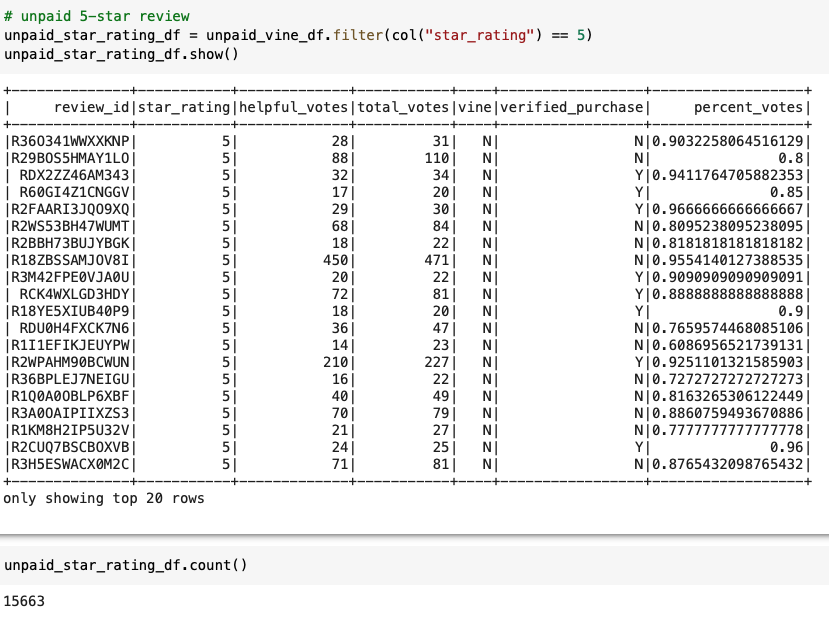 # unpaid 5-star review
unpaid_star_rating_df = unpaid_vine_df.filter(col("star_rating") == 5)
unpaid_star_rating_df.show()
+--------------+-----------+-------------+-----------+----+-----------------+------------------+
|     review_id|star_rating|helpful_votes|total_votes|vine|verified_purchase|     percent_votes|
+--------------+-----------+-------------+-----------+----+-----------------+------------------+
|R36O341WWXXKNP|          5|           28|         31|   N|                N|0.9032258064516129|
|R29BOS5HMAY1LO|          5|           88|        110|   N|                N|               0.8|
| RDX2ZZ46AM343|          5|           32|         34|   N|                Y|0.9411764705882353|
| R60GI4Z1CNGGV|          5|           17|         20|   N|                Y|              0.85|
|R2FAARI3JQO9XQ|          5|           29|         30|   N|                Y|0.9666666666666667|
|R2WS53BH47WUMT|          5|           68|         84|   N|                N|0.8095238095238095|
|R2BBH73BUJYBGK|          5|           18|         22|   N|                N|0.8181818181818182|
|R18ZBSSAMJOV8I|          5|          450|        471|   N|                N|0.9554140127388535|
|R3M42FPE0VJA0U|          5|           20|         22|   N|                Y|0.9090909090909091|
| RCK4WXLGD3HDY|          5|           72|         81|   N|                Y|0.8888888888888888|
|R18YE5XIUB40P9|          5|           18|         20|   N|                Y|               0.9|
| RDU0H4FXCK7N6|          5|           36|         47|   N|                N|0.7659574468085106|
|R1I1EFIKJEUYPW|          5|           14|         23|   N|                N|0.6086956521739131|
|R2WPAHM90BCWUN|          5|          210|        227|   N|                Y|0.9251101321585903|
|R36BPLEJ7NEIGU|          5|           16|         22|   N|                N|0.7272727272727273|
|R1Q0A0OBLP6XBF|          5|           40|         49|   N|                N|0.8163265306122449|
|R3A0OAIPIIXZS3|          5|           70|         79|   N|                N|0.8860759493670886|
|R1KM8H2IP5U32V|          5|           21|         27|   N|                N|0.7777777777777778|
|R2CUQ7BSCBOXVB|          5|           24|         25|   N|                Y|              0.96|
|R3H5ESWACX0M2C|          5|           71|         81|   N|                N|0.8765432098765432|
+--------------+-----------+-------------+-----------+----+-----------------+------------------+
only showing top 20 rows
unpaid_star_rating_df.count()
15663